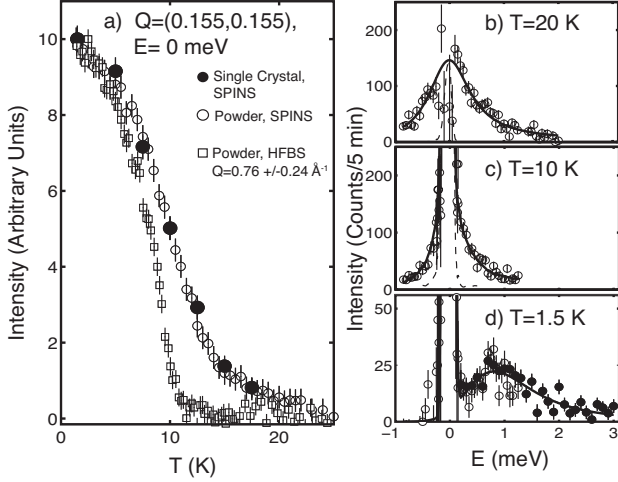 a) Q=(0.155,0.155),
E= 0 meV
Single Crystal,
SPINS
Powder, SPINS
Powder, HFBS
Q=0.76 +/-0.24 Å⁻¹
Intensity (Arbitrary Units)
10
8
6
4
2
0
0
10
20
T (K)
b) T=20 K
200
100
0
c) T=10 K
200
100
0
d) T=1.5 K
50
25
0
Intensity (Counts/5 min)
-1
0
1
2
3
E (meV)